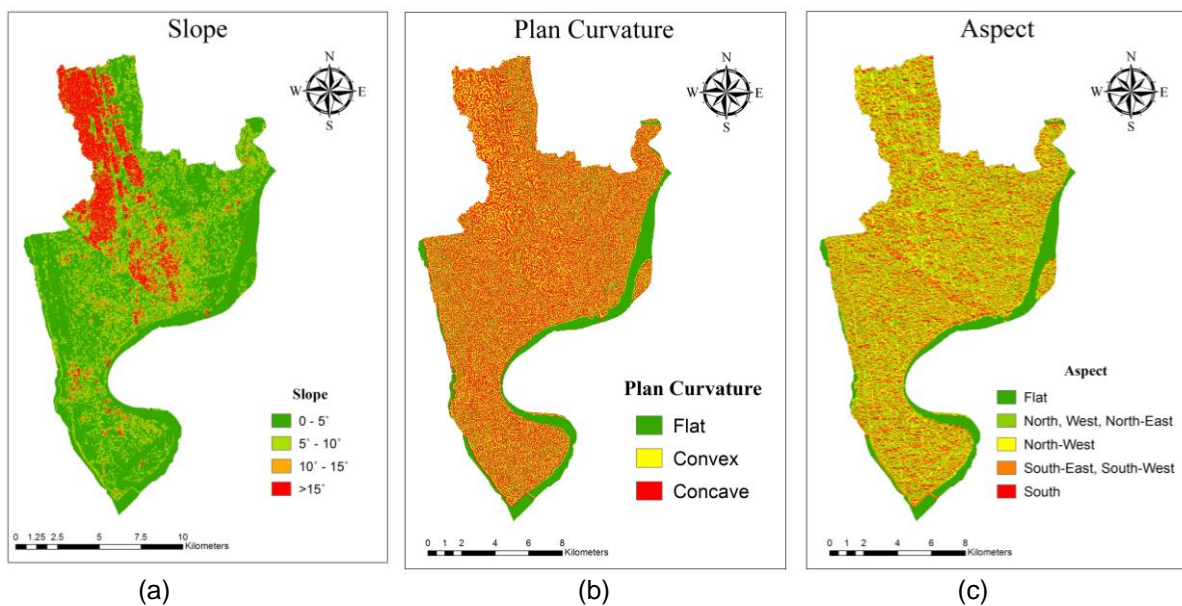 Slope
N
W E
S
Slope
0 - 5˚
5˚ - 10˚
10˚ - 15˚
>15˚
0 1.25 2.5 5 7.5 10
Kilometers
(a)
Plan Curvature
N
W E
S
Plan Curvature
Flat
Convex
Concave
0 1 2 4 6 8
Kilometers
(b)
Aspect
N
W E
S
Aspect
Flat
North, West, North-East
North-West
South-East, South-West
South
0 1 2 4 6 8
Kilometers
(c)